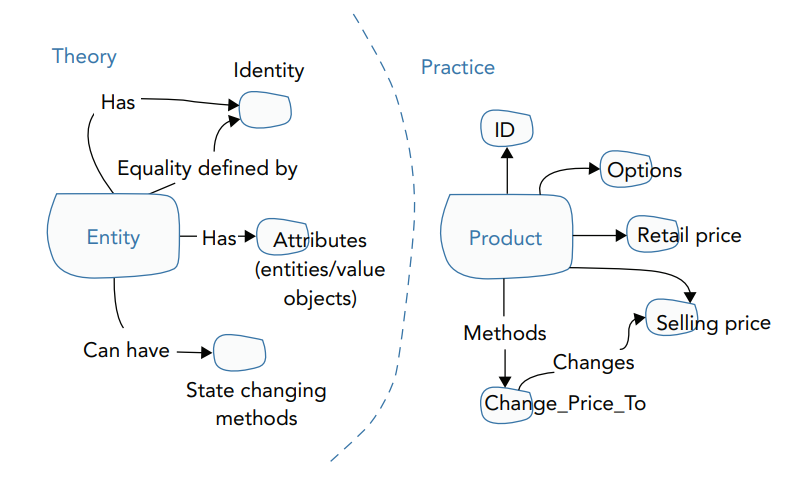 Theory
Identity
Has
Equality defined by
Entity
Has
Attributes
(entities/value
objects)
Can have
State changing
methods
Practice
ID
Options
Product
Retail price
Selling price
Methods
Changes
Change_Price_To